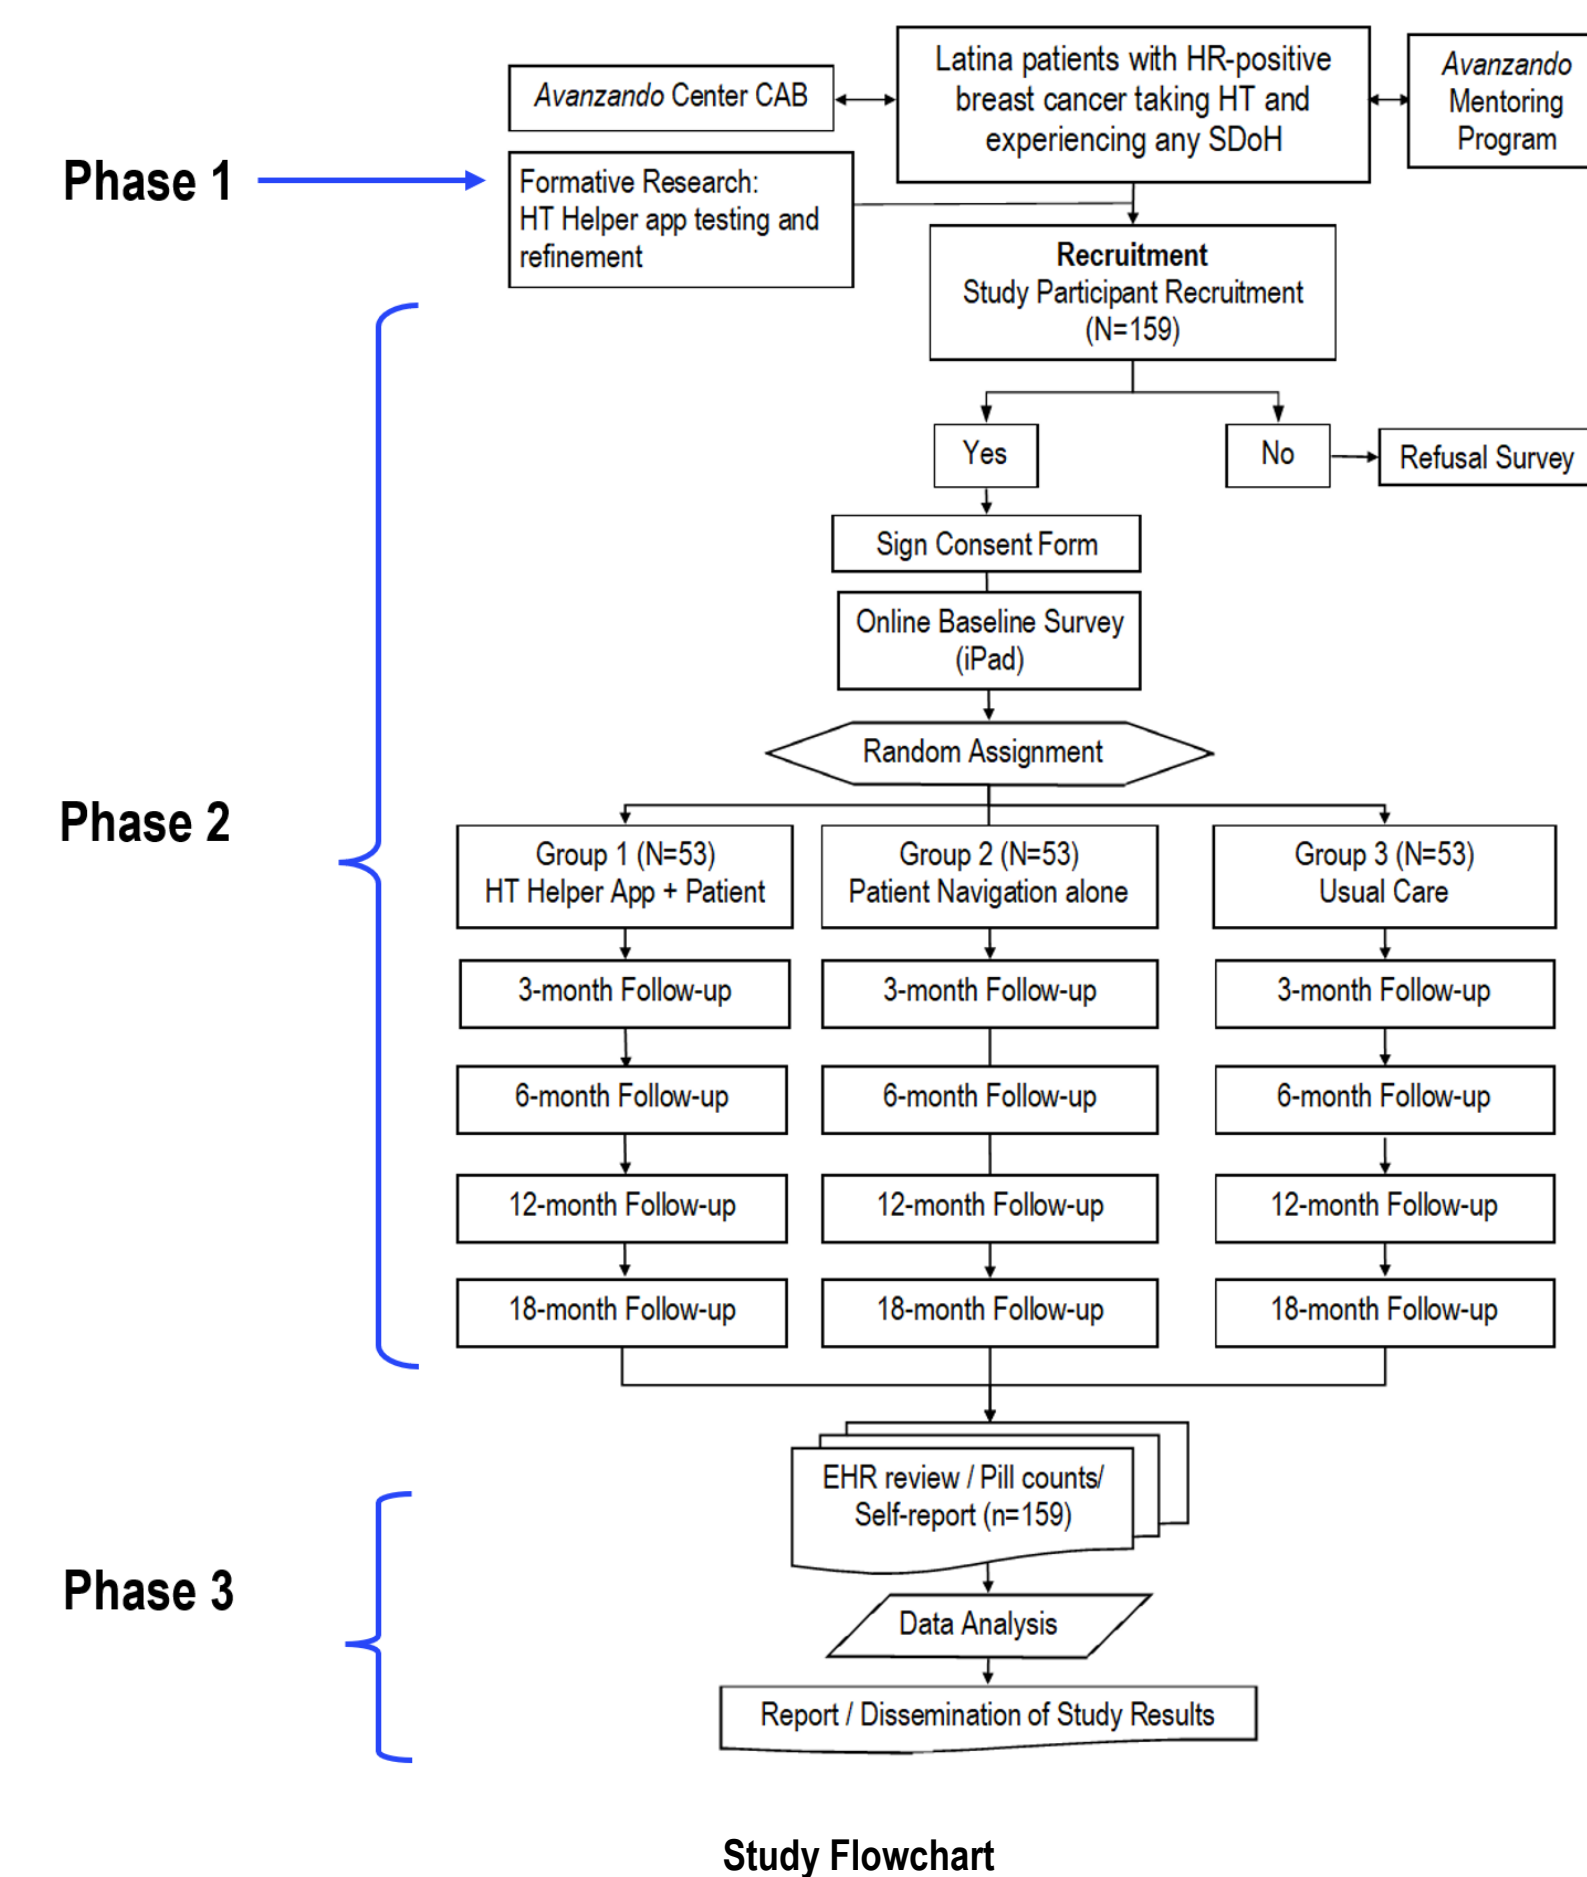 Latina patients with HR-positive
breast cancer taking HT and
experiencing any SDoH
Avanzando Center CAB
Avanzando
Mentoring
Program
Phase 1
Formative Research:
HT Helper app testing and
refinement
Recruitment
Study Participant Recruitment
(N=159)
Yes
No
Refusal Survey
Sign Consent Form
Online Baseline Survey
(iPad)
Random Assignment
Phase 2
Group 1 (N=53)
HT Helper App + Patient
Group 2 (N=53)
Patient Navigation alone
Group 3 (N=53)
Usual Care
3-month Follow-up
3-month Follow-up
3-month Follow-up
6-month Follow-up
6-month Follow-up
6-month Follow-up
12-month Follow-up
12-month Follow-up
12-month Follow-up
18-month Follow-up
18-month Follow-up
18-month Follow-up
EHR review / Pill counts/
Self-report (n=159)
Phase 3
Data Analysis
Report / Dissemination of Study Results
Study Flowchart